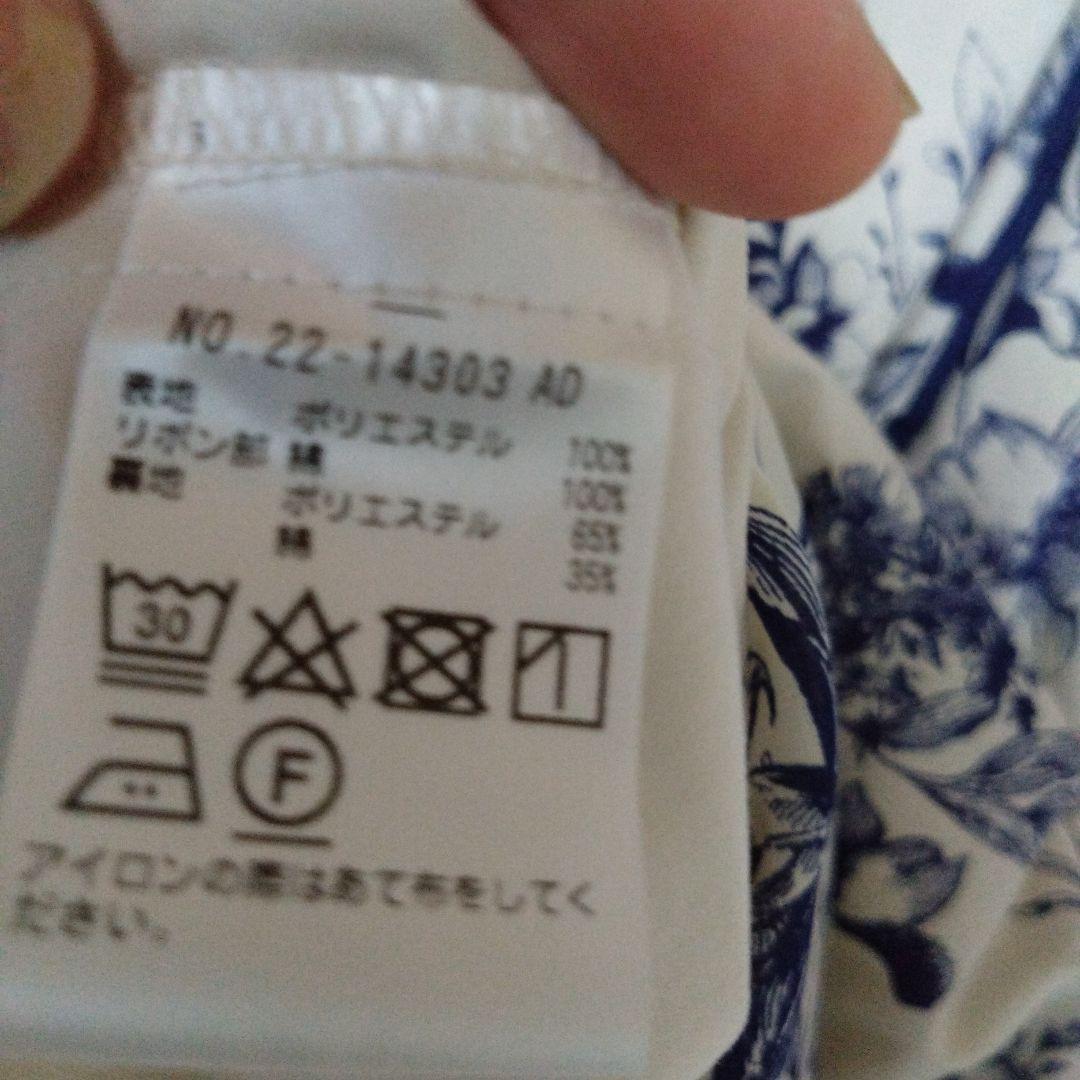 NO.22-14303 AD
表地 ポリエステル 100%
リボン部 綿 100%
裏地 ポリエステル 65%
綿 35%
30
F
アイロンの際はあて布をしてく
ださい。